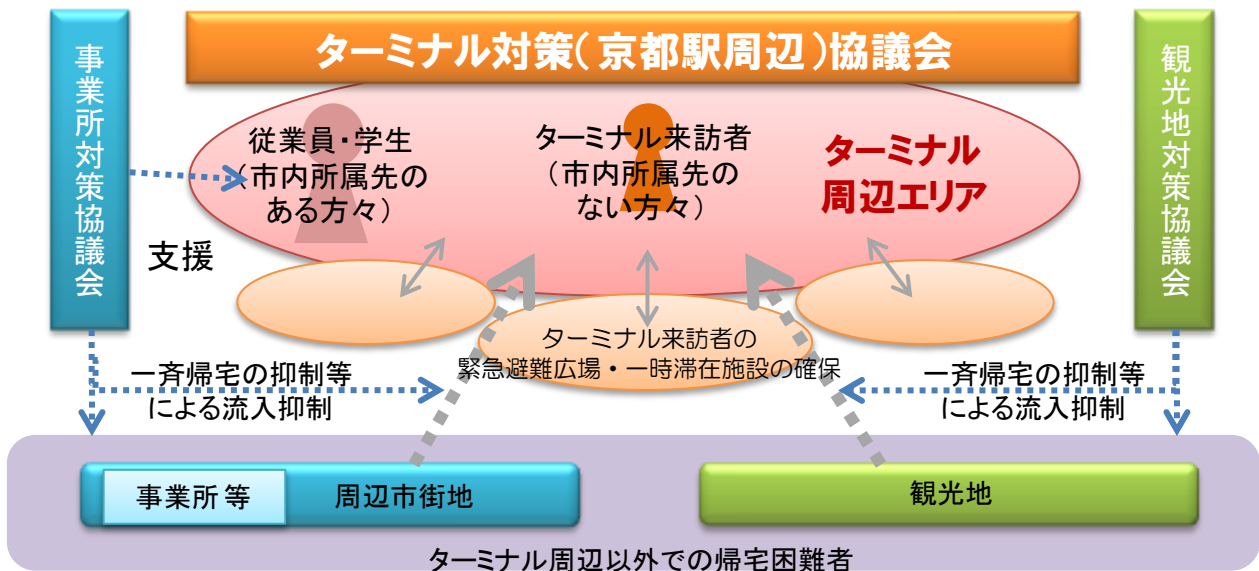 ターミナル対策(京都駅周辺)協議会
事業所対策協議会
観光地対策協議会
従業員・学生
(市内所属先の
ある方々)
ターミナル来訪者
(市内所属先の
ない方々)
ターミナル
周辺エリア
支援
ターミナル来訪者の
緊急避難広場・一時滞在施設の確保
一斉帰宅の抑制等
による流入抑制
一斉帰宅の抑制等
による流入抑制
事業所等
周辺市街地
観光地
ターミナル周辺以外での帰宅困難者